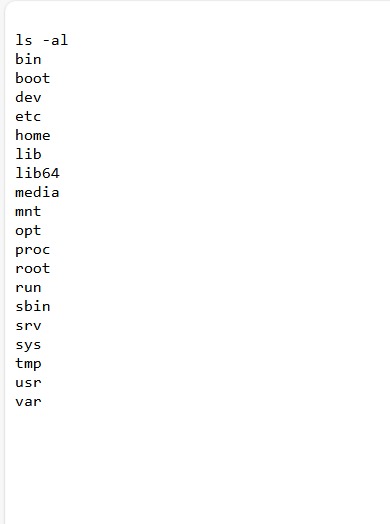 ls -al
bin
boot
dev
etc
home
lib
lib64
media
mnt
opt
proc
root
run
sbin
srv
sys
tmp
usr
var